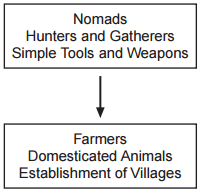 Nomads
Hunters and Gatherers
Simple Tools and Weapons
Farmers
Domesticated Animals
Establishment of Villages